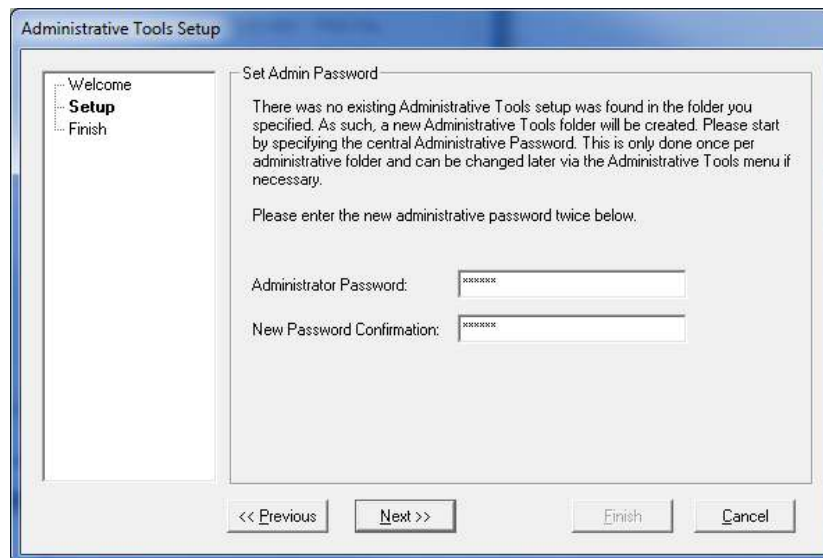 Administrative Tools Setup
Welcome
Setup
Finish
Set Admin Password
There was no existing Administrative Tools setup was found in the folder you
specified. As such, a new Administrative Tools folder will be created. Please start
by specifying the central Administrative Password. This is only done once per
administrative folder and can be changed later via the Administrative Tools menu if
necessary.
Please enter the new administrative password twice below.
Administrator Password: ××××××
New Password Confirmation: ××××××
<< Previous Next >> Finish Cancel